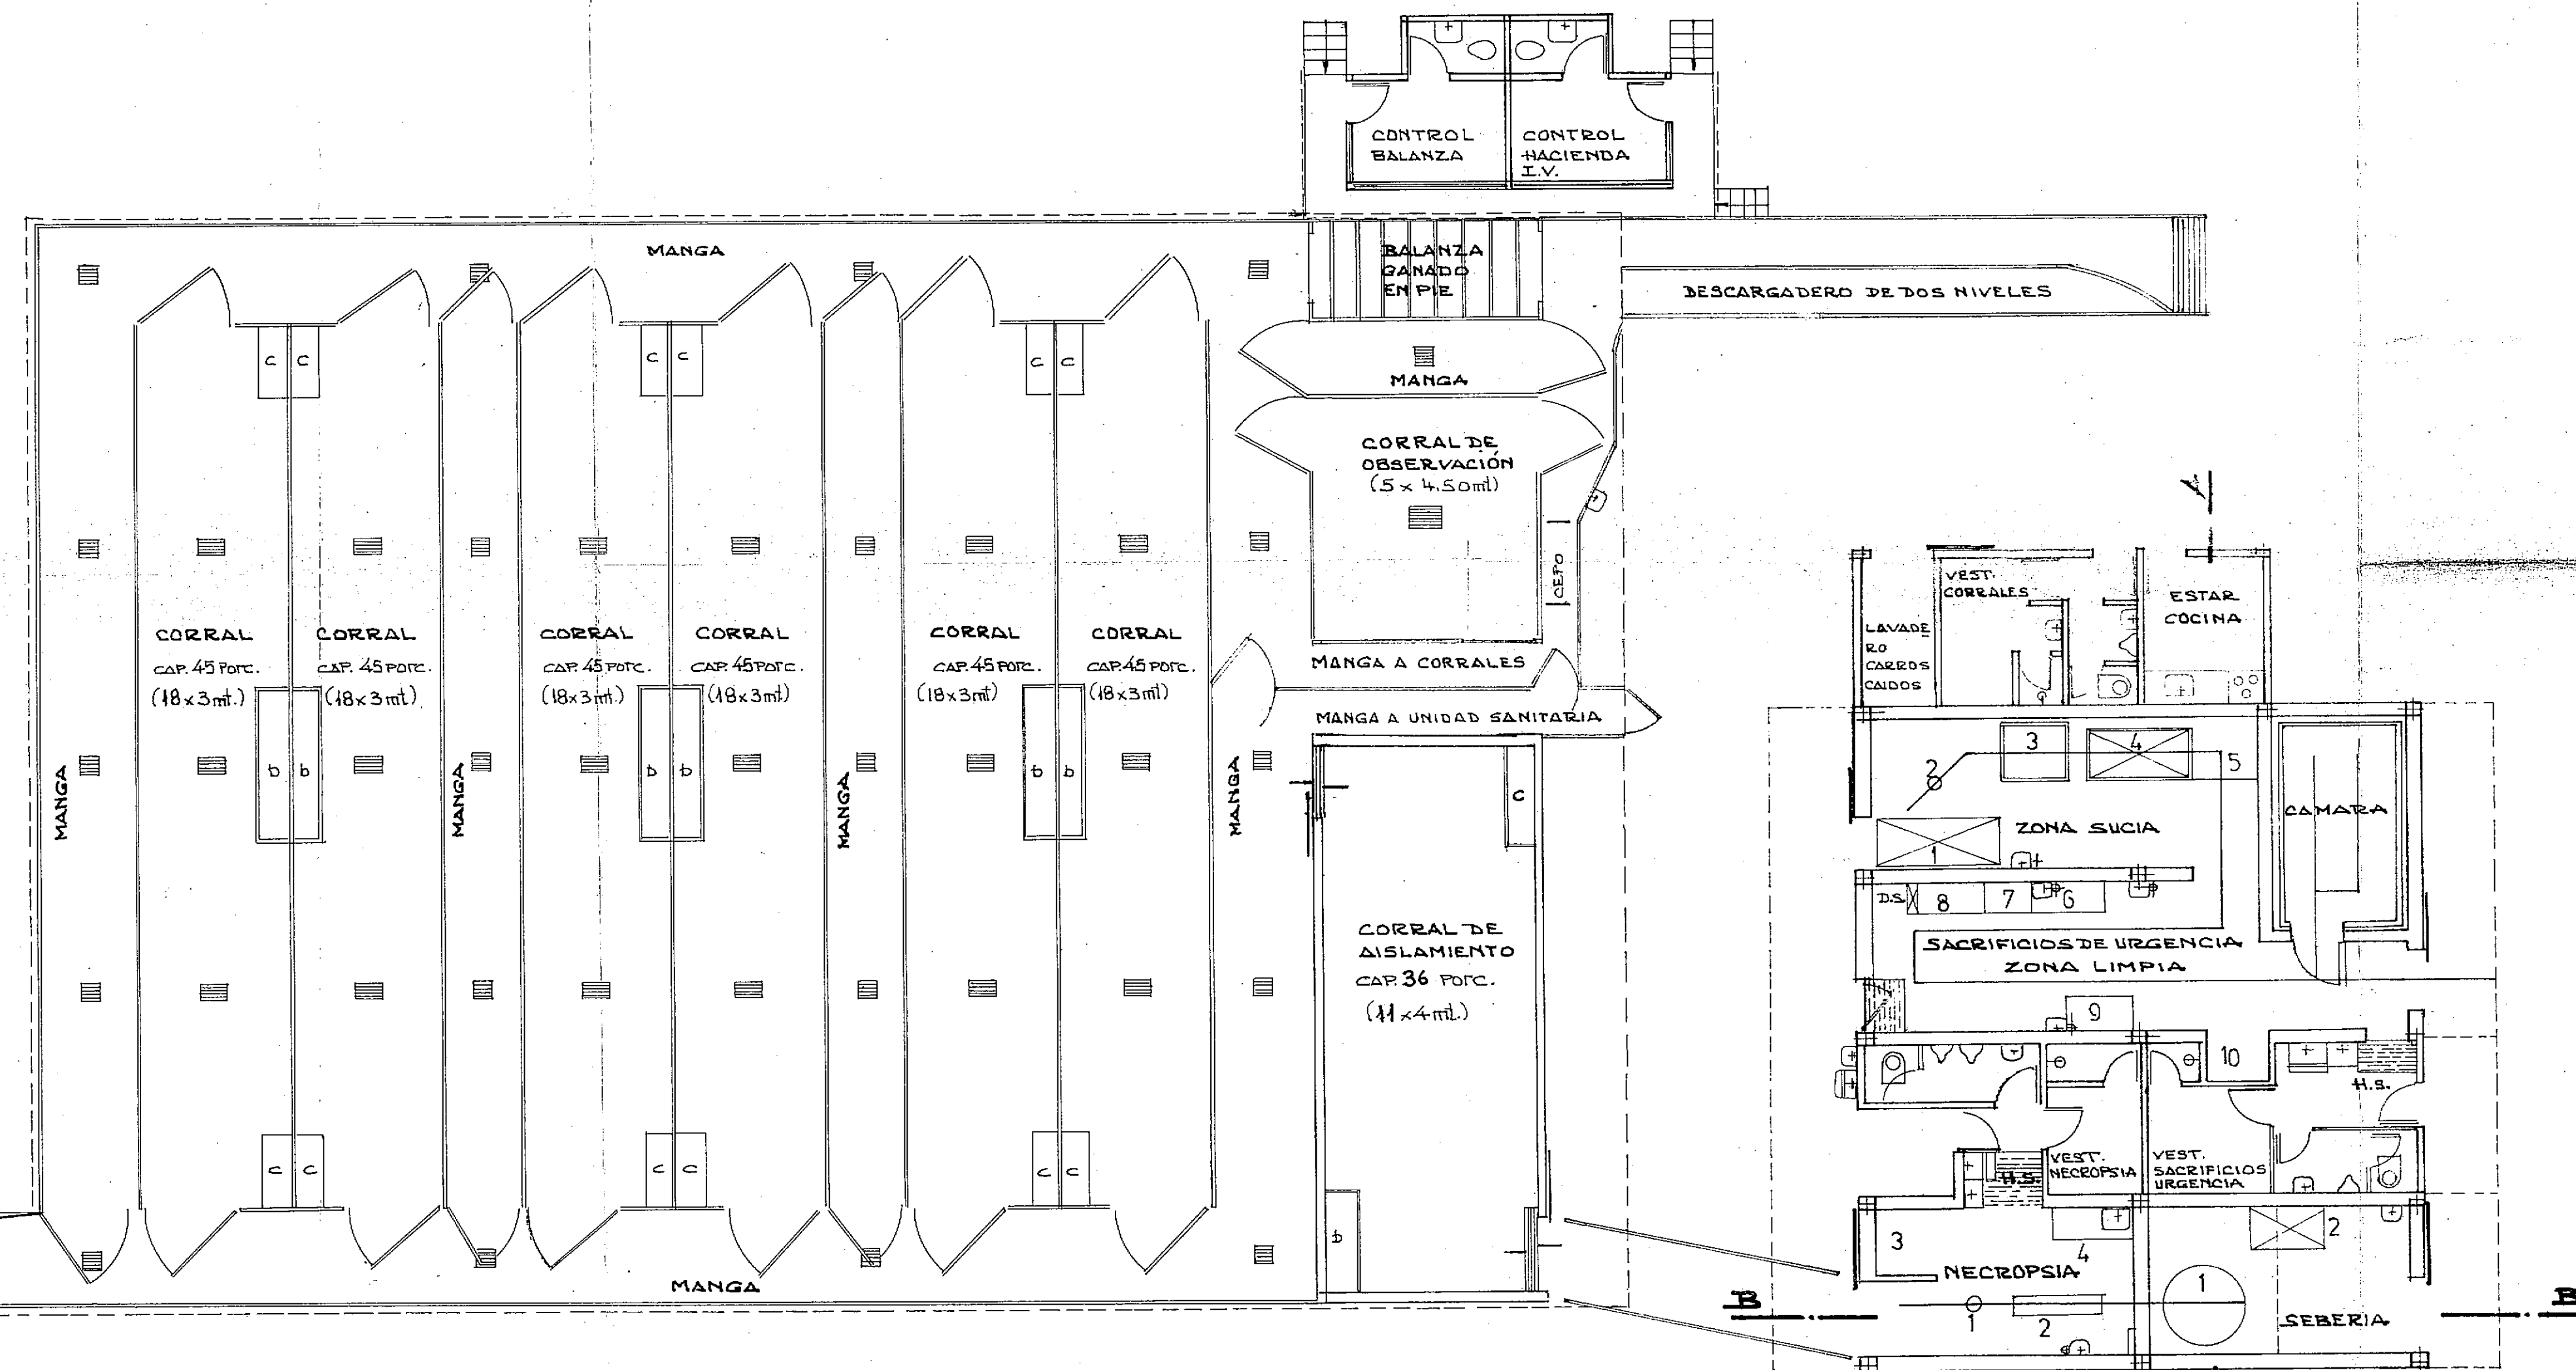 CONTROL
BALANZA
CONTROL
HACIENDA
I.V.
MANGA
BALANZA
GANADO
EN PIE
DESCARGADERO DE DOS NIVELES
C C
C C
C C
MANGA
CORRAL DE
OBSERVACIÓN
(5 x 4.50mt)
CEPO
CORRAL
CAP. 45 PORC.
(18x3mt.)
CORRAL
CAP. 45 PORC.
(18x3mt)
CORRAL
CAP. 45 PORC.
(18x3mt.)
CORRAL
CAP. 45 PORC.
(18x3mt)
CORRAL
CAP. 45 PORC.
(18x3mt)
CORRAL
CAP. 45 PORC.
(18x3mt)
MANGA A CORRALES
MANGA A UNIDAD SANITARIA
MANGA
b b
MANGA
b b
MANGA
b b
MANGA
C
CORRAL DE
AISLAMIENTO
CAP. 36 PORC.
(11x4mt.)
b
C C
C C
C C
MANGA
A
VEST.
CORRALES
ESTAR
COCINA
LAVADE
RO
CARROS
CAIDOS
3
4
2
5
CAMARA
ZONA SUCIA
1
D.S.
8
7
6
SACRIFICIOS DE URGENCIA
ZONA LIMPIA
9
10
H.S.
VEST.
NECROPSIA
VEST.
SACRIFICIOS
URGENCIA
H.S.
3
4
2
NECROPSIA
1
B
1
2
SEBERIA
B